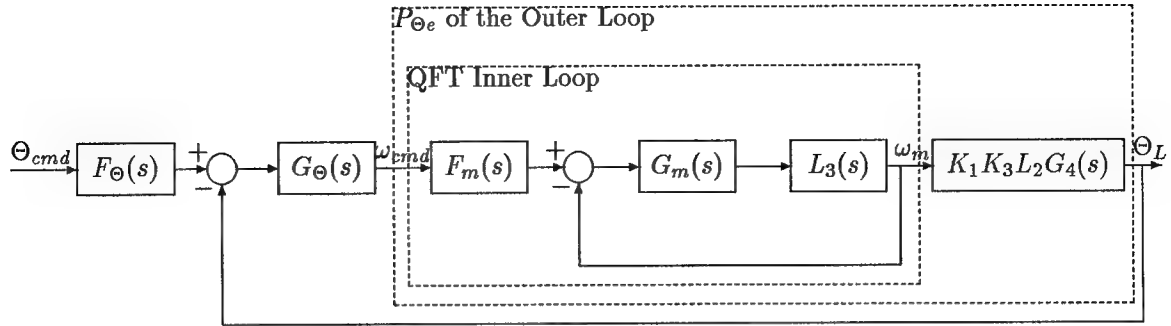 P_{Θe} of the Outer Loop
QFT Inner Loop
Θ_{cmd}
F_Θ(s)
+
−
G_Θ(s)
ω_{cmd}
F_m(s)
+
−
G_m(s)
L_3(s)
ω_m
K_1K_3L_2G_4(s)
Θ_L